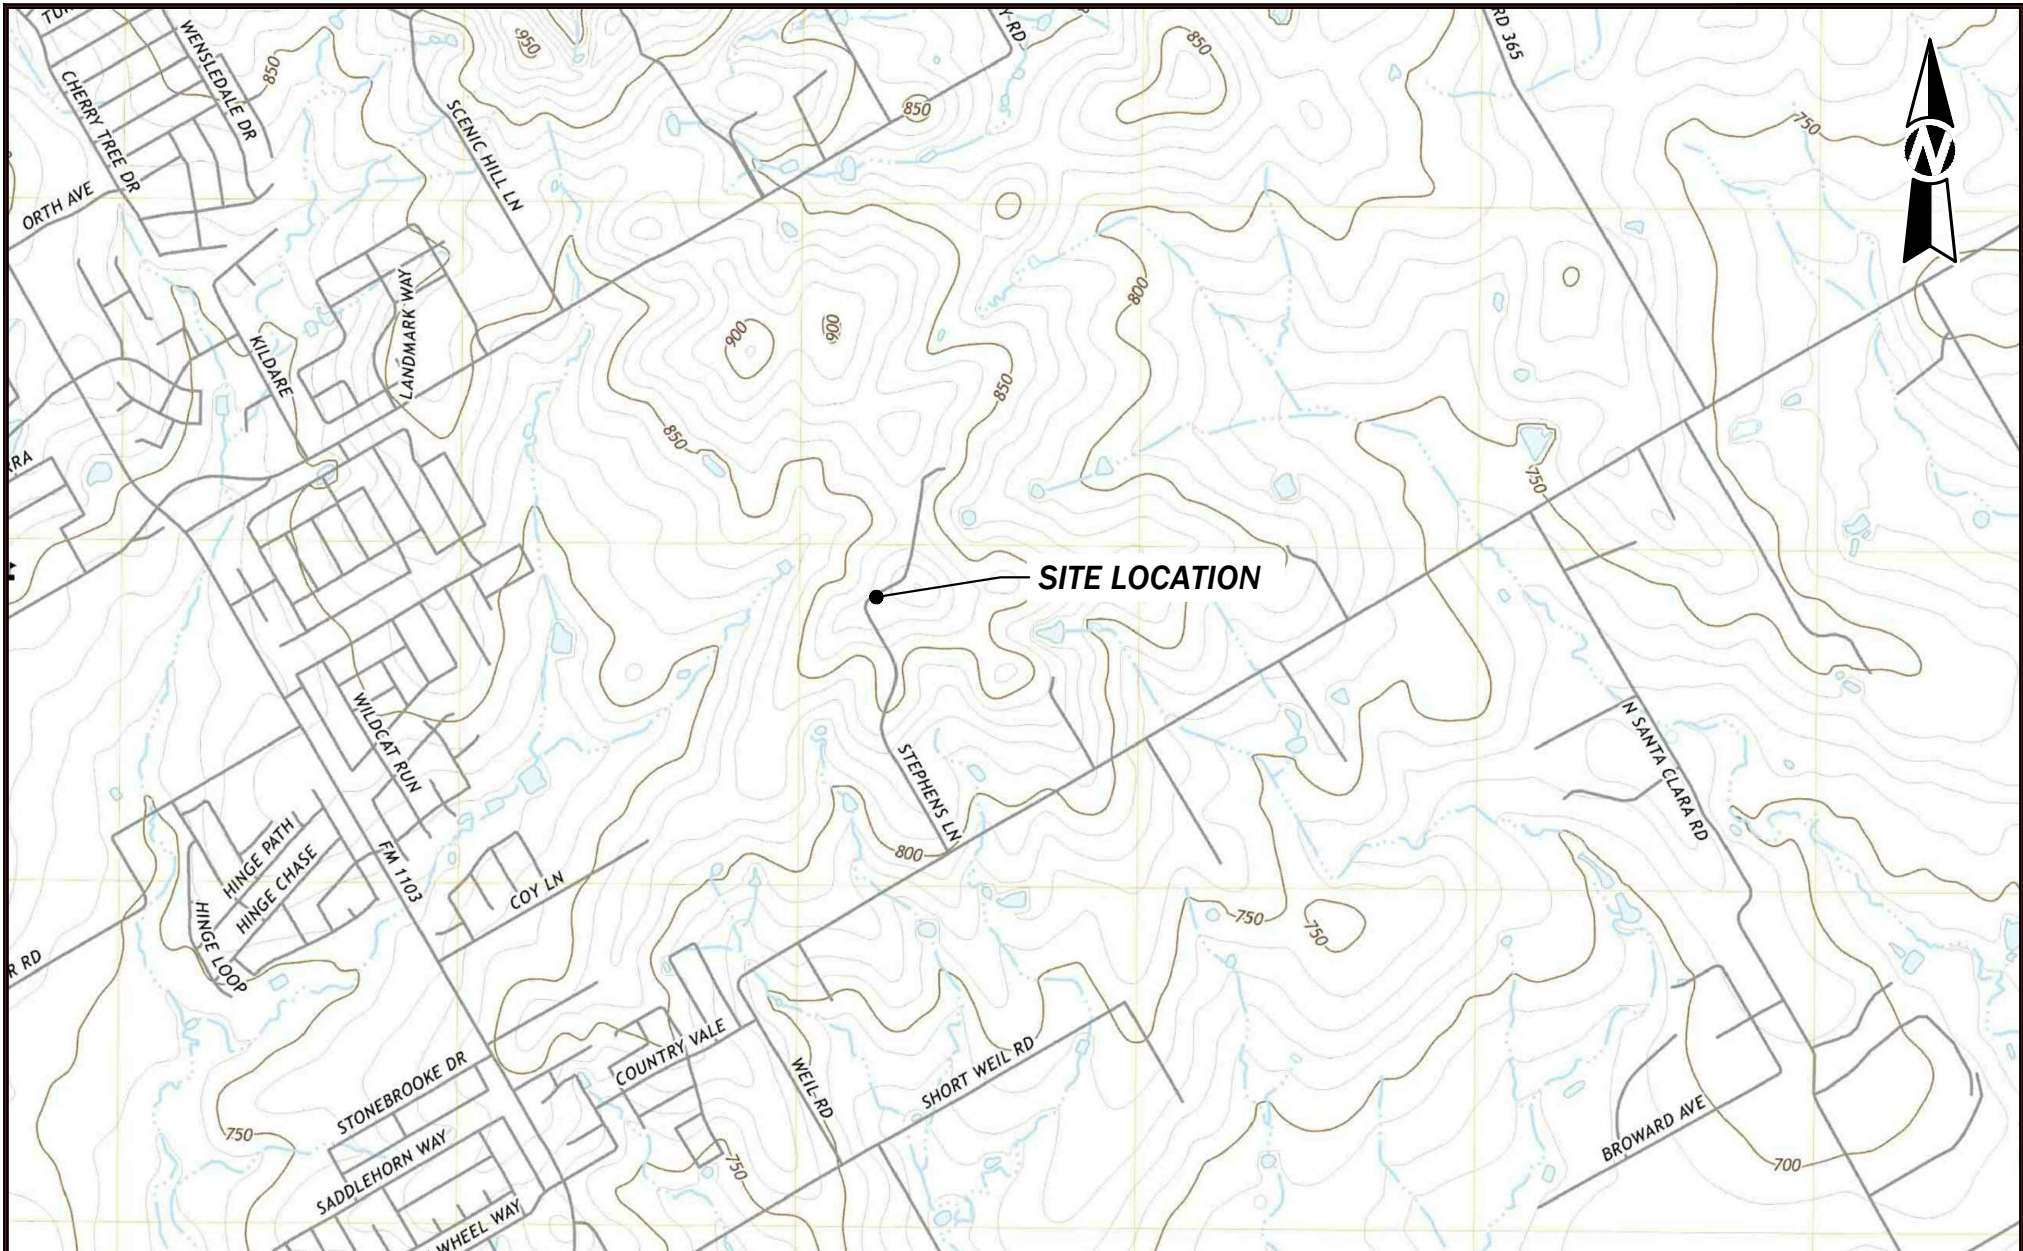 WENSLEDALE DR
Y RD
RD 365
950
850
850
CHERRY TREE DR
850
SCENIC HILL LN
750
N
ORTH AVE
LANDMARK WAY
800
900
900
KILDARE
850
850
RRA
750
SITE LOCATION
WILDCAT RUN
N SANTA CLARA RD
STEPHENS LN
HINGE PATH
HINGE CHASE
FM 1103
800
COY LN
HINGE LOOP
750
750
R RD
COUNTRY VALE
STONEBROOKE DR
WEIL RD
SHORT WEIL RD
750
BROWARD AVE
SADDLEHORN WAY
750
700
WHEEL WAY